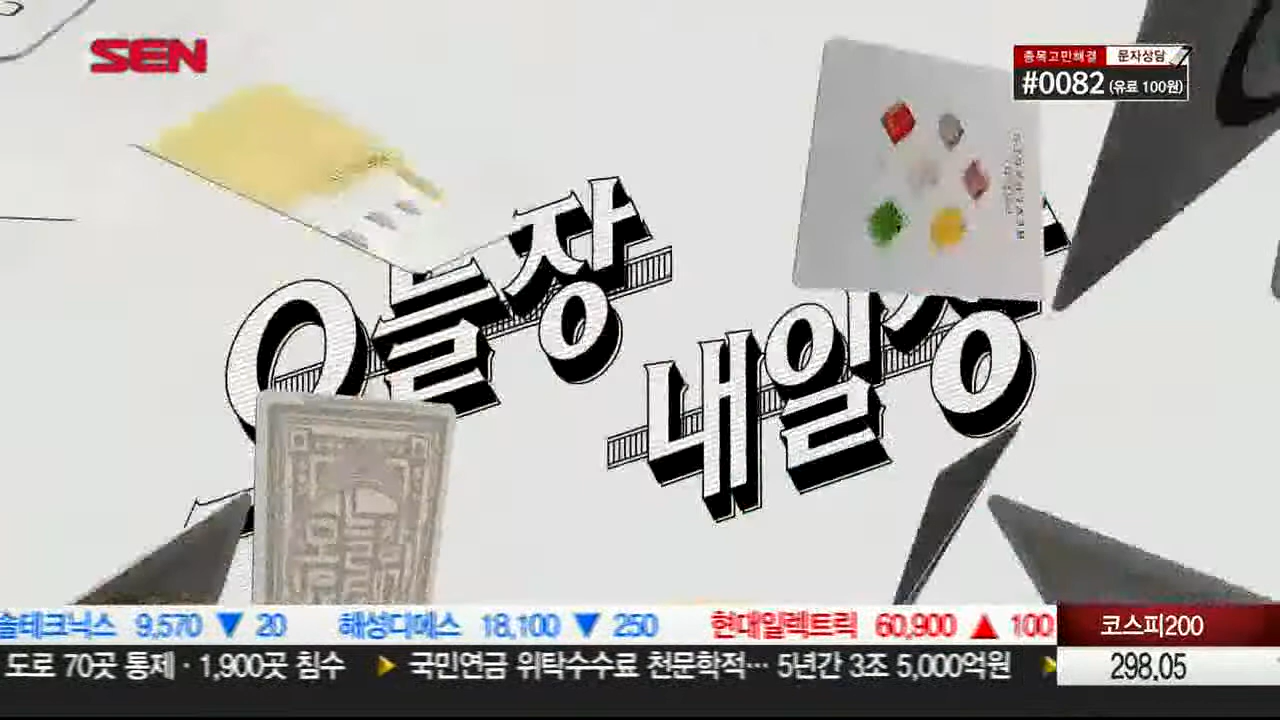 SEN
종목고민해결 문자상담
#0082 (유료 100원)
오늘장
내일장
솔테크닉스 9,570 ▼ 20 해성디에스 18,100 ▼ 250 현대일렉트릭 60,900 ▲ 100
코스피200
도로 70곳 통제 · 1,900곳 침수 국민연금 위탁수수료 천문학적… 5년간 3조 5,000억원
298.05